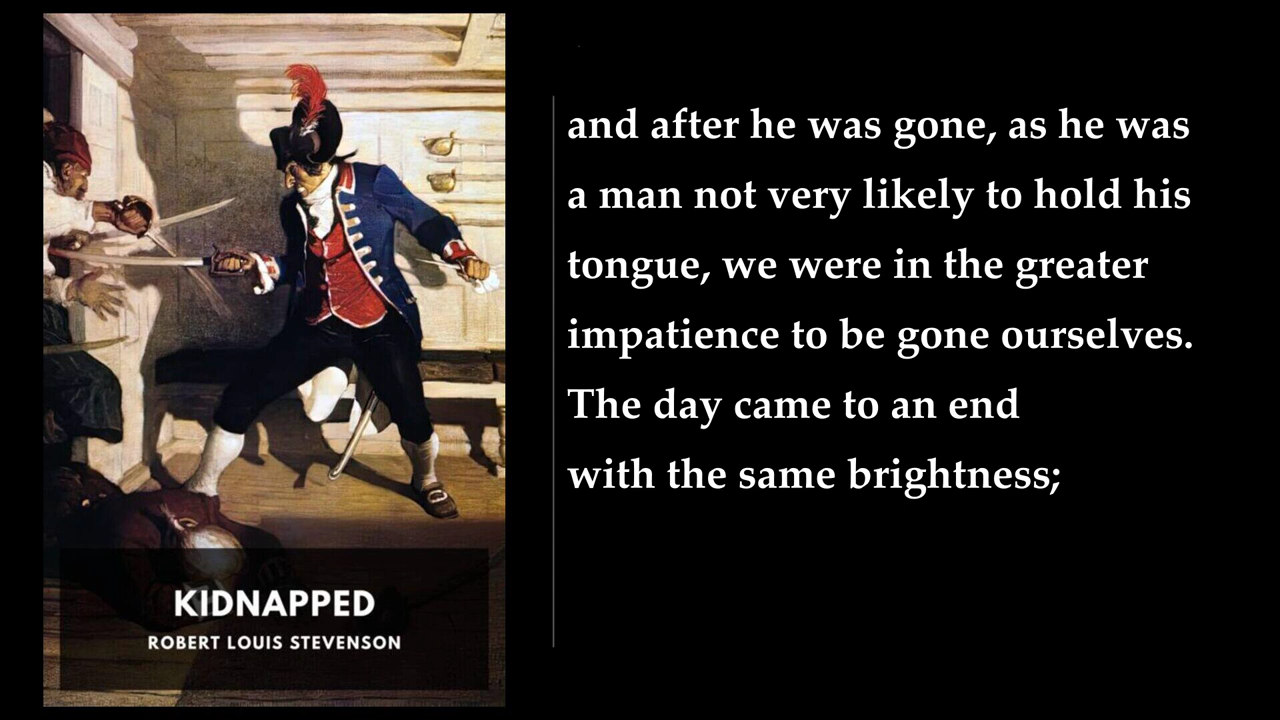 KIDNAPPED
ROBERT LOUIS STEVENSON
and after he was gone, as he was
a man not very likely to hold his
tongue, we were in the greater
impatience to be gone ourselves.
The day came to an end
with the same brightness;